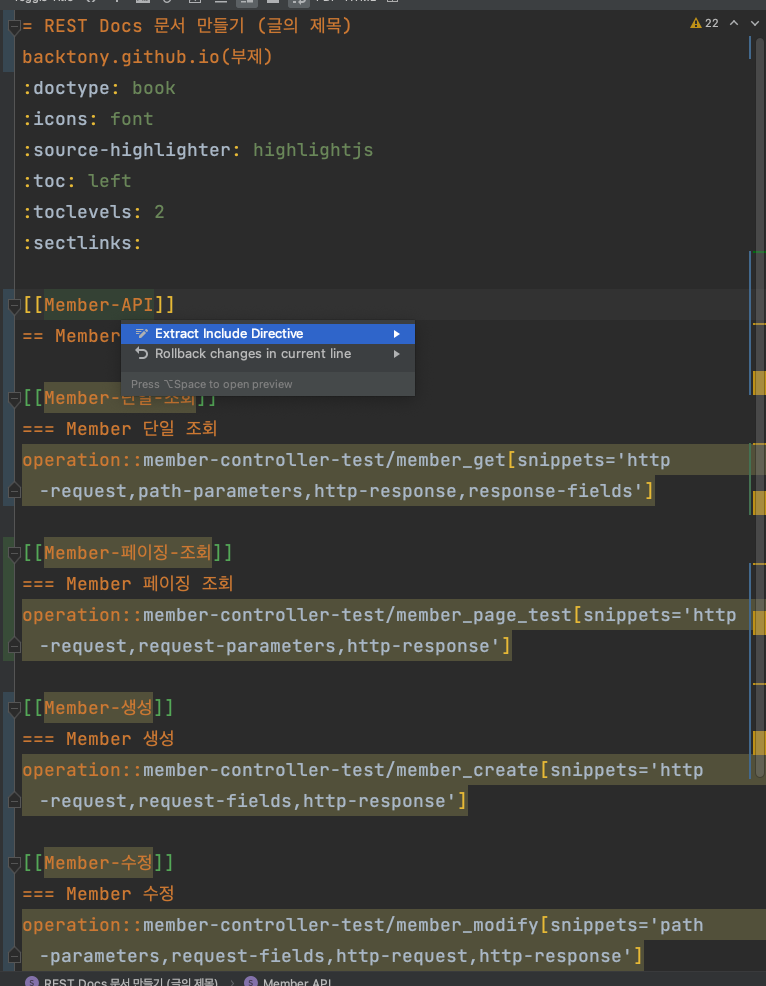 = REST Docs 문서 만들기 (글의 제목)
22
backtony.github.io(부제)
:doctype: book
:icons: font
:source-highlighter: highlightjs
:toc: left
:toclevels: 2
:sectlinks:
[[Member-API]]
== Member
Extract Include Directive
Rollback changes in current line
Press ⌥Space to open preview
[[Member-단일-조회]]
=== Member 단일 조회
operation::member-controller-test/member_get[snippets='http
-request,path-parameters,http-response,response-fields']
[[Member-페이징-조회]]
=== Member 페이징 조회
operation::member-controller-test/member_page_test[snippets='http
-request,request-parameters,http-response']
[[Member-생성]]
=== Member 생성
operation::member-controller-test/member_create[snippets='http
-request,request-fields,http-response']
[[Member-수정]]
=== Member 수정
operation::member-controller-test/member_modify[snippets='path
-parameters,request-fields,http-request,http-response']
REST Docs 문서 만들기 (글의 제목) > Member API